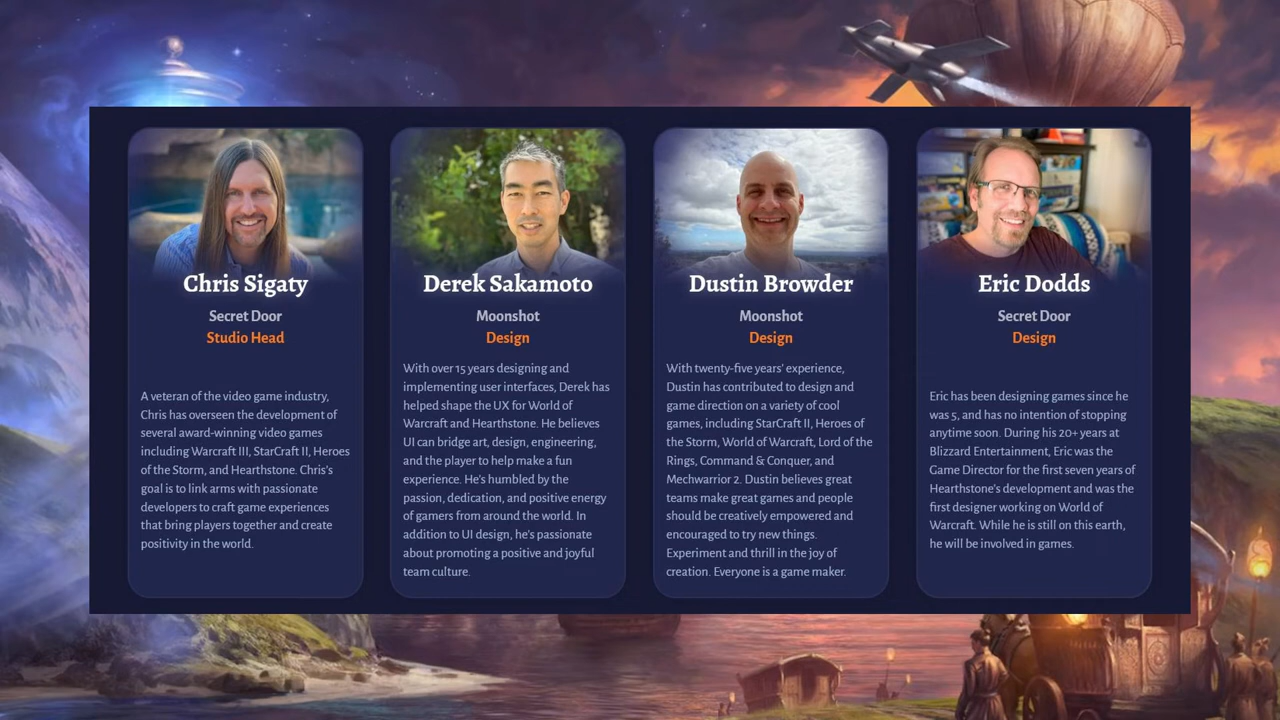 Chris Sigaty
Secret Door
Studio Head
A veteran of the video game industry,
Chris has overseen the development of
several award-winning video games
including Warcraft III, StarCraft II, Heroes
of the Storm, and Hearthstone. Chris's
goal is to link arms with passionate
developers to craft game experiences
that bring players together and create
positivity in the world.
Derek Sakamoto
Moonshot
Design
With over 15 years designing and
implementing user interfaces, Derek has
helped shape the UX for World of
Warcraft and Hearthstone. He believes
UI can bridge art, design, engineering,
and the player to help make a fun
experience. He's humbled by the
passion, dedication, and positive energy
of gamers from around the world. In
addition to UI design, he's passionate
about promoting a positive and joyful
team culture.
Dustin Browder
Moonshot
Design
With twenty-five years' experience,
Dustin has contributed to design and
game direction on a variety of cool
games, including StarCraft II, Heroes of
the Storm, World of Warcraft, Lord of the
Rings, Command & Conquer, and
Mechwarrior 2. Dustin believes great
teams make great games and people
should be creatively empowered and
encouraged to try new things.
Experiment and thrill in the joy of
creation. Everyone is a game maker.
Eric Dodds
Secret Door
Design
Eric has been designing games since he
was 5, and has no intention of stopping
anytime soon. During his 20+ years at
Blizzard Entertainment, Eric was the
Game Director for the first seven years of
Hearthstone's development and was the
first designer working on World of
Warcraft. While he is still on this earth,
he will be involved in games.